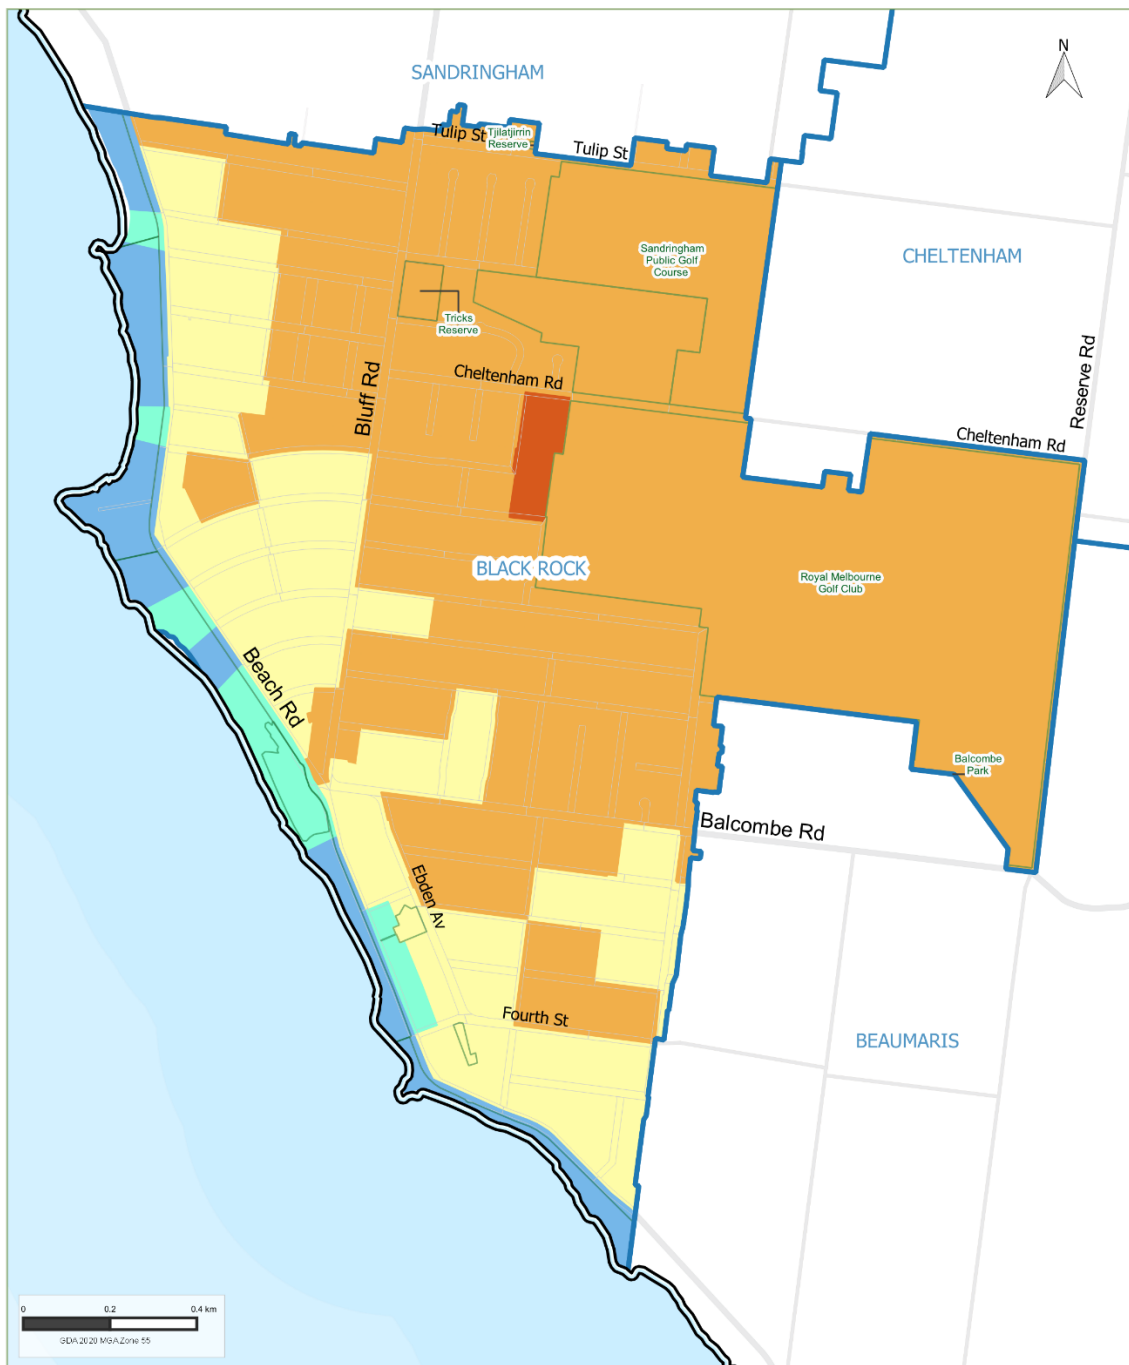 N
SANDRINGHAM
Tulip St
Tjilatjirrin
Reserve
Tulip St
Sandringham
Public Golf
Course
CHELTENHAM
Tricks
Reserve
Cheltenham Rd
Bluff Rd
Reserve Rd
Cheltenham Rd
BLACK ROCK
Royal Melbourne
Golf Club
Beach Rd
Balcombe
Park
Balcombe Rd
Ebden Av
Fourth St
BEAUMARIS
0 0.2 0.4 km
GDA 2020 MGA Zone 55